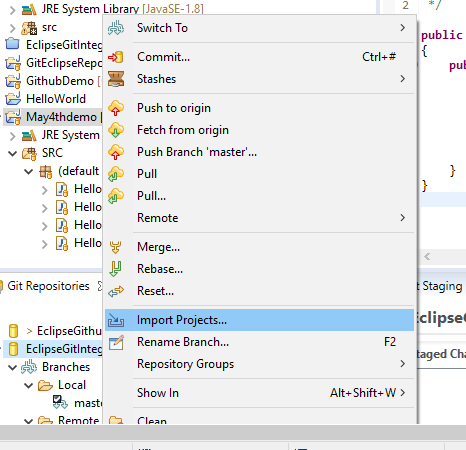 JRE System Library [JavaSE-1.8]
src
EclipseGitInteg
GitEclipseRepo
GithubDemo [
HelloWorld
May4thdemo [
JRE System
SRC
(default
Hello
Hello
Hello
Hello
Switch To
Commit... Ctrl+#
Stashes
Push to origin
Fetch from origin
Push Branch 'master'...
Pull
Pull...
Remote
Merge...
Rebase...
Reset...
Import Projects...
Rename Branch... F2
Repository Groups
Show In Alt+Shift+W
Clean
2 */
public
{
pub
}
}
Git Repositories
> EclipseGithu
EclipseGitInteg
Branches
Local
maste
Remote
t Staging
EclipseG
taged Cha